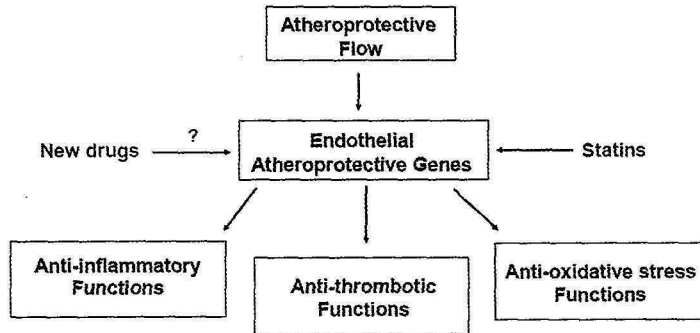 Atheroprotective
Flow
?
New drugs
Endothelial
Atheroprotective Genes
Statins
Anti-inflammatory
Functions
Anti-thrombotic
Functions
Anti-oxidative stress
Functions